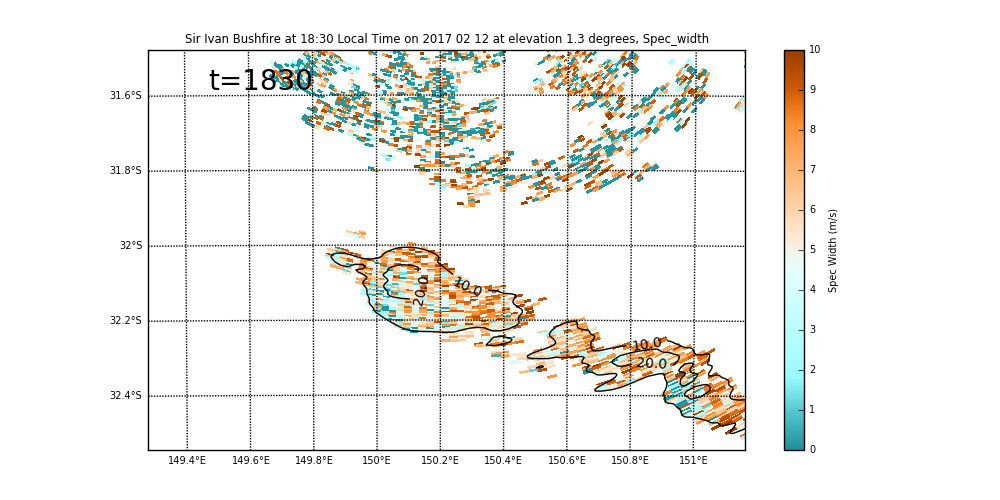 Sir Ivan Bushfire at 18:30 Local Time on 2017 02 12 at elevation 1.3 degrees, Spec_width
t=1830
31.6°S
31.8°S
32°S
32.2°S
32.4°S
20.0
10.0
10.0
20.0
149.4°E 149.6°E 149.8°E 150°E 150.2°E 150.4°E 150.6°E 150.8°E 151°E
10
9
8
7
6
5
4
3
2
1
0
Spec Width (m/s)